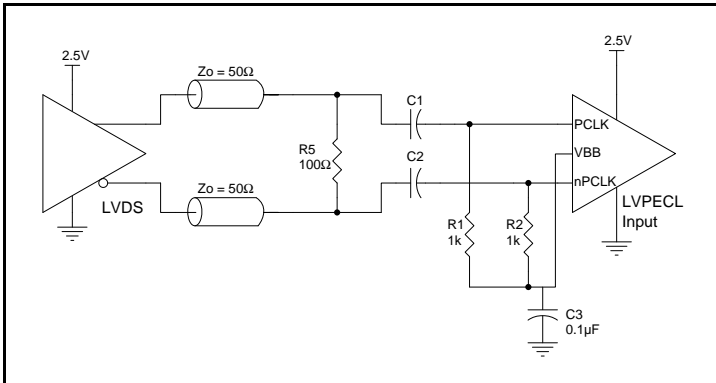 2.5V
2.5V
Zo = 50Ω
C1
PCLK
R5
100Ω
VBB
C2
nPCLK
Zo = 50Ω
LVDS
LVPECL
Input
R1
1k
R2
1k
C3
0.1µF